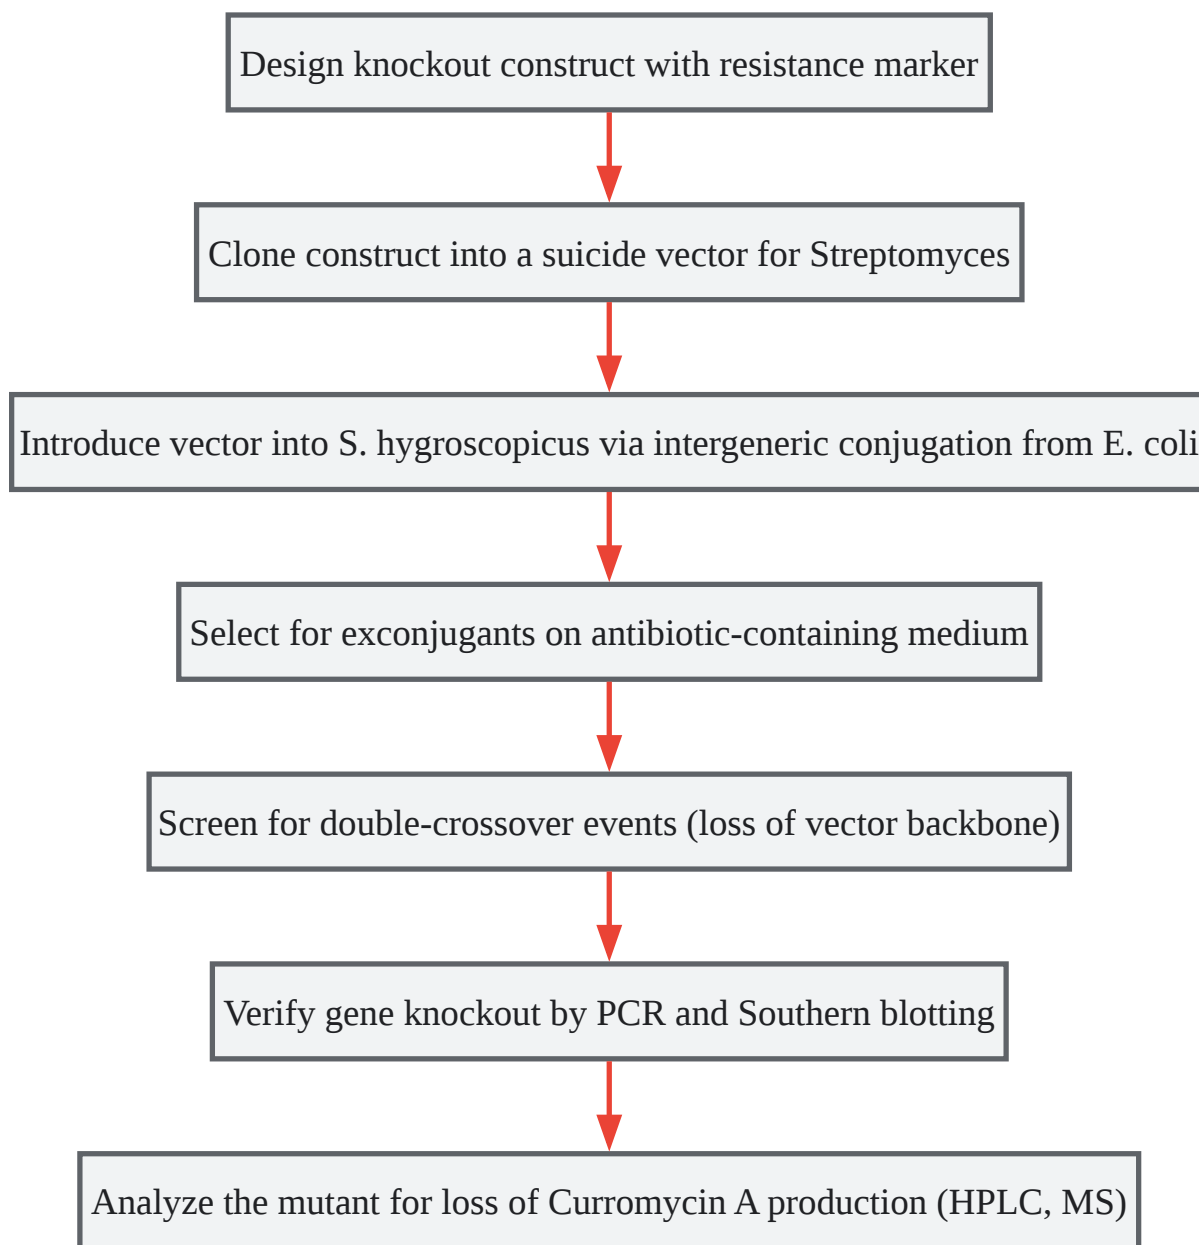 Design knockout construct with resistance marker
Clone construct into a suicide vector for Streptomyces
Introduce vector into S. hygroscopicus via intergeneric conjugation from E. coli
Select for exconjugants on antibiotic-containing medium
Screen for double-crossover events (loss of vector backbone)
Verify gene knockout by PCR and Southern blotting
Analyze the mutant for loss of Curromycin A production (HPLC, MS)